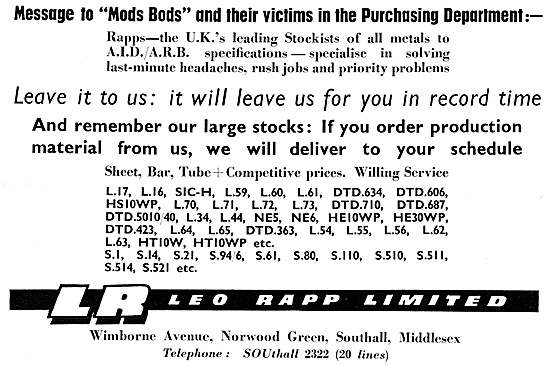 Message to "Mods Bods" and their victims in the Purchasing Department:—
Rapps—the U.K.'s leading Stockists of all metals to
A.I.D./A.R.B. specifications — specialise in solving
last-minute headaches, rush jobs and priority problems
Leave it to us: it will leave us for you in record time
And remember our large stocks: If you order production
material from us, we will deliver to your schedule
Sheet, Bar, Tube + Competitive prices. Willing Service
L.17, L.16, SIC-H, L.59, L.60, L.61, DTD.634, DTD.606,
HS10WP, L.70, L.71, L.72, L.73, DTD.710, DTD.687,
DTD.5010/40, L.34, L.44, NE5, NE6, HE10WP, HE30WP,
DTD.423, L.64, L.65, DTD.363, L.54, L.55, L.56, L.62,
L.63, HT10W, HT10WP etc.
S.1, S.14, S.21, S.94/6, S.61, S.80, S.110, S.510, S.511,
S.514, S.521 etc.
LR LEO RAPP LIMITED
Wimborne Avenue, Norwood Green, Southall, Middlesex
Telephone : SOUthall 2322 (20 lines)